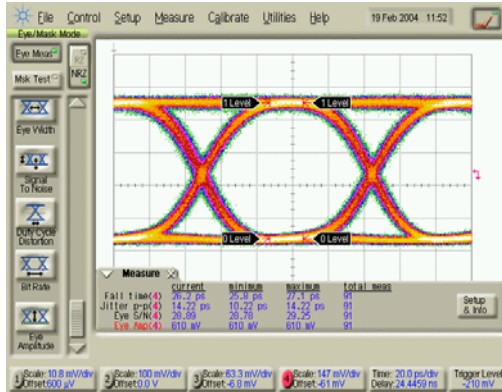 File Control Setup Measure Calibrate Utilities Help 19 Feb 2004 11:52
Eye/Mask Mode
Eye Meas
RZ
NRZ
Msk Test
Eye Width
Signal
To Noise
Duty Cycle
Distortion
Bit Rate
Eye
Amplitude
1 Level 1 Level
0 Level 0 Level
Measure
current minimum maximum total meas
Fall time(4) 26.2 ps 25.8 ps 27.1 ps 91
Jitter p-p(4) 14.22 ps 10.22 ps 14.22 ps 91
Eye S/N(4) 28.89 28.78 29.25 91
Eye Amp(4) 610 mV 610 mV 610 mV 91
Setup
& Info
1 Scale: 10.8 mV/div
Offset: 600 µV
2 Scale: 100 mV/div
Offset: 0.0 V
3 Scale: 63.3 mV/div
Offset: -6.8 mV
4 Scale: 147 mV/div
Offset: -61 mV
Time: 20.0 ps/div
Delay: 24.4459 ns
Trigger Level
-210 mV